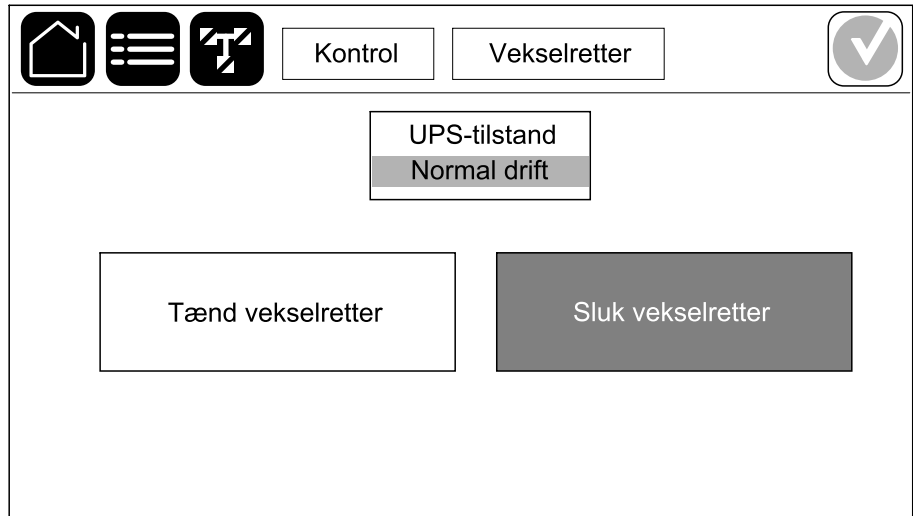 Kontrol
Vekselretter
UPS-tilstand
Normal drift
Tænd vekselretter
Sluk vekselretter